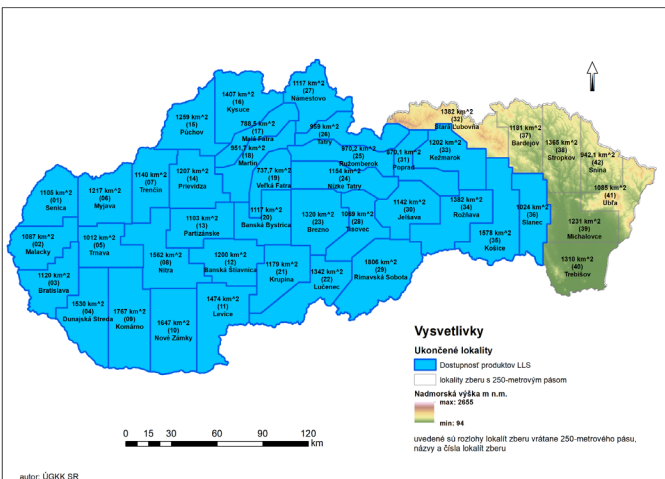 1117 km^2
(27)
Námestovo
1407 km^2
(16)
Kysuce
1259 km^2
(15)
Púchov
788,5 km^2
(17)
Malá Fatra
959 km^2
(26)
Tatry
951,7 km^2
(18)
Martin
970,2 km^2
(25)
Ružomberok
870,1 km^2
(31)
Poprad
1382 km^2
(32)
Stará Ľubovňa
1202 km^2
(33)
Kežmarok
1181 km^2
(37)
Bardejov
1365 km^2
(38)
Stropkov
942,1 km^2
(42)
Snina
1085 km^2
(41)
Ubľa
1105 km^2
(01)
Senica
1217 km^2
(06)
Myjava
1140 km^2
(07)
Trenčín
1207 km^2
(14)
Prievidza
737,7 km^2
(19)
Veľká Fatra
1184 km^2
(24)
Nízke Tatry
1087 km^2
(02)
Malacky
1012 km^2
(05)
Trnava
1103 km^2
(13)
Partizánske
1117 km^2
(20)
Banská Bystrica
1320 km^2
(23)
Brezno
1069 km^2
(28)
Tisovec
1142 km^2
(30)
Jelšava
1382 km^2
(34)
Rožňava
1024 km^2
(36)
Slanec
1231 km^2
(39)
Michalovce
1310 km^2
(40)
Trebišov
1120 km^2
(03)
Bratislava
1562 km^2
(08)
Nitra
1200 km^2
(12)
Banská Štiavnica
1179 km^2
(21)
Krupina
1342 km^2
(22)
Lučenec
1806 km^2
(29)
Rimavská Sobota
(35)
Košice
1530 km^2
(04)
Dunajská Streda
1767 km^2
(09)
Komárno
1647 km^2
(10)
Nové Zámky
1474 km^2
(11)
Levice
Vysvetlivky
Ukončené lokality
Dostupnosť produktov LLS
lokality zberu s 250-metrovým pásom
Nadmorská výška m n.m.
max: 2655
min: 94
uvedené sú rozlohy lokalít zberu vrátane 250-metrového pásu,
názvy a čísla lokalít zberu
0 15 30 60 90 120
km
autor: ÚGKK SR